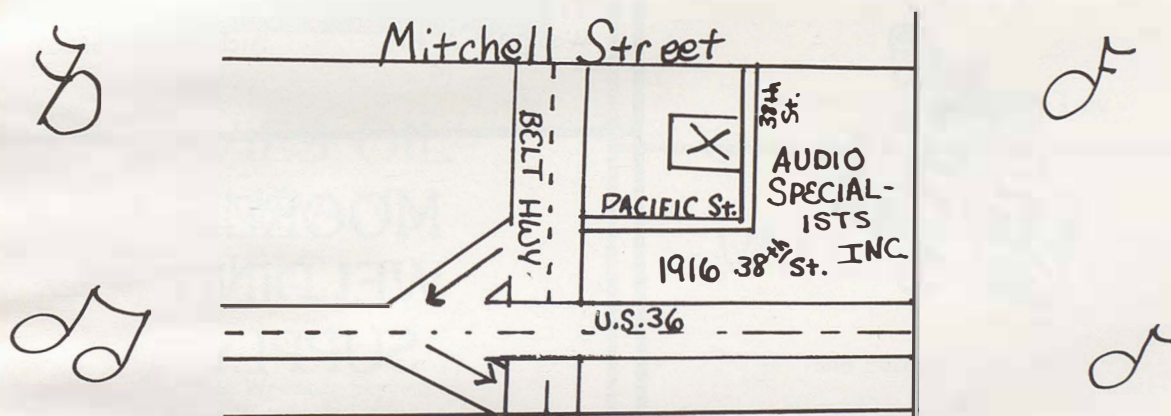 Mitchell Street
BELT HWY.
38th
St.
X
AUDIO
SPECIAL-
ISTS
INC
PACIFIC St.
1916 38th St.
U.S.36